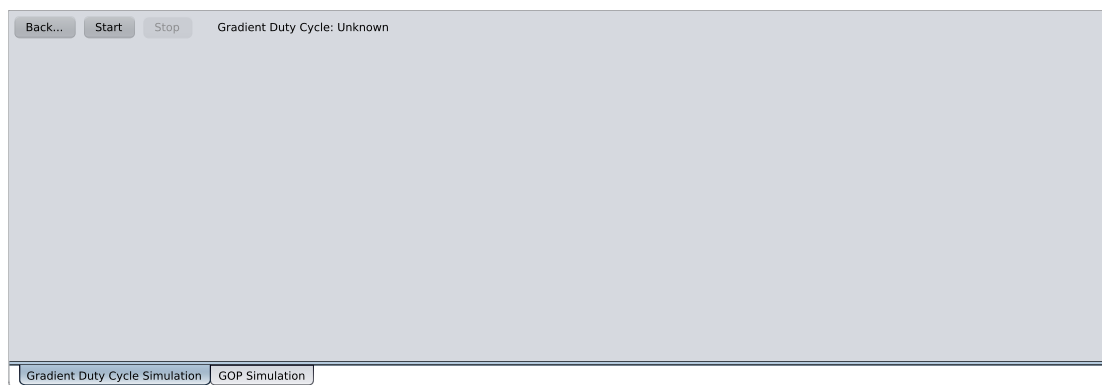 Back... Start Stop Gradient Duty Cycle: Unknown
Gradient Duty Cycle Simulation GOP Simulation